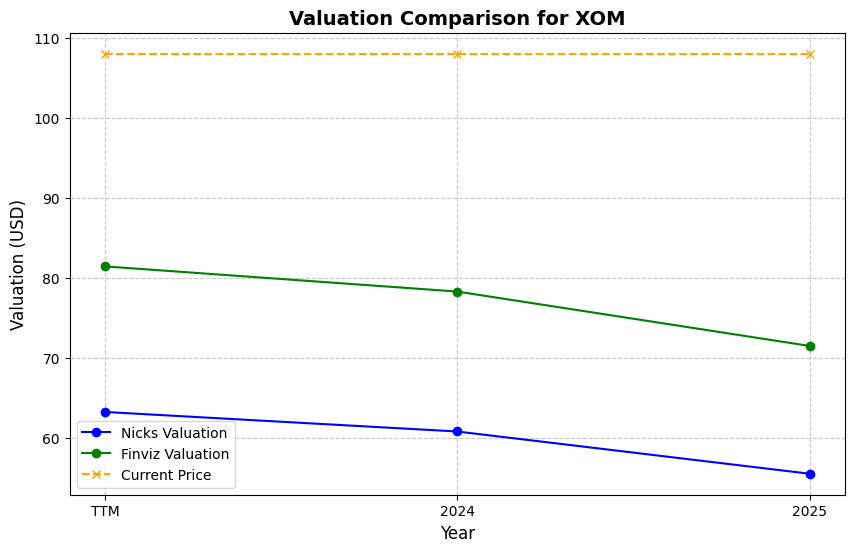 Valuation Comparison for XOM
Valuation (USD)
110
100
90
80
70
60
Nicks Valuation
Finviz Valuation
Current Price
TTM
2024
2025
Year